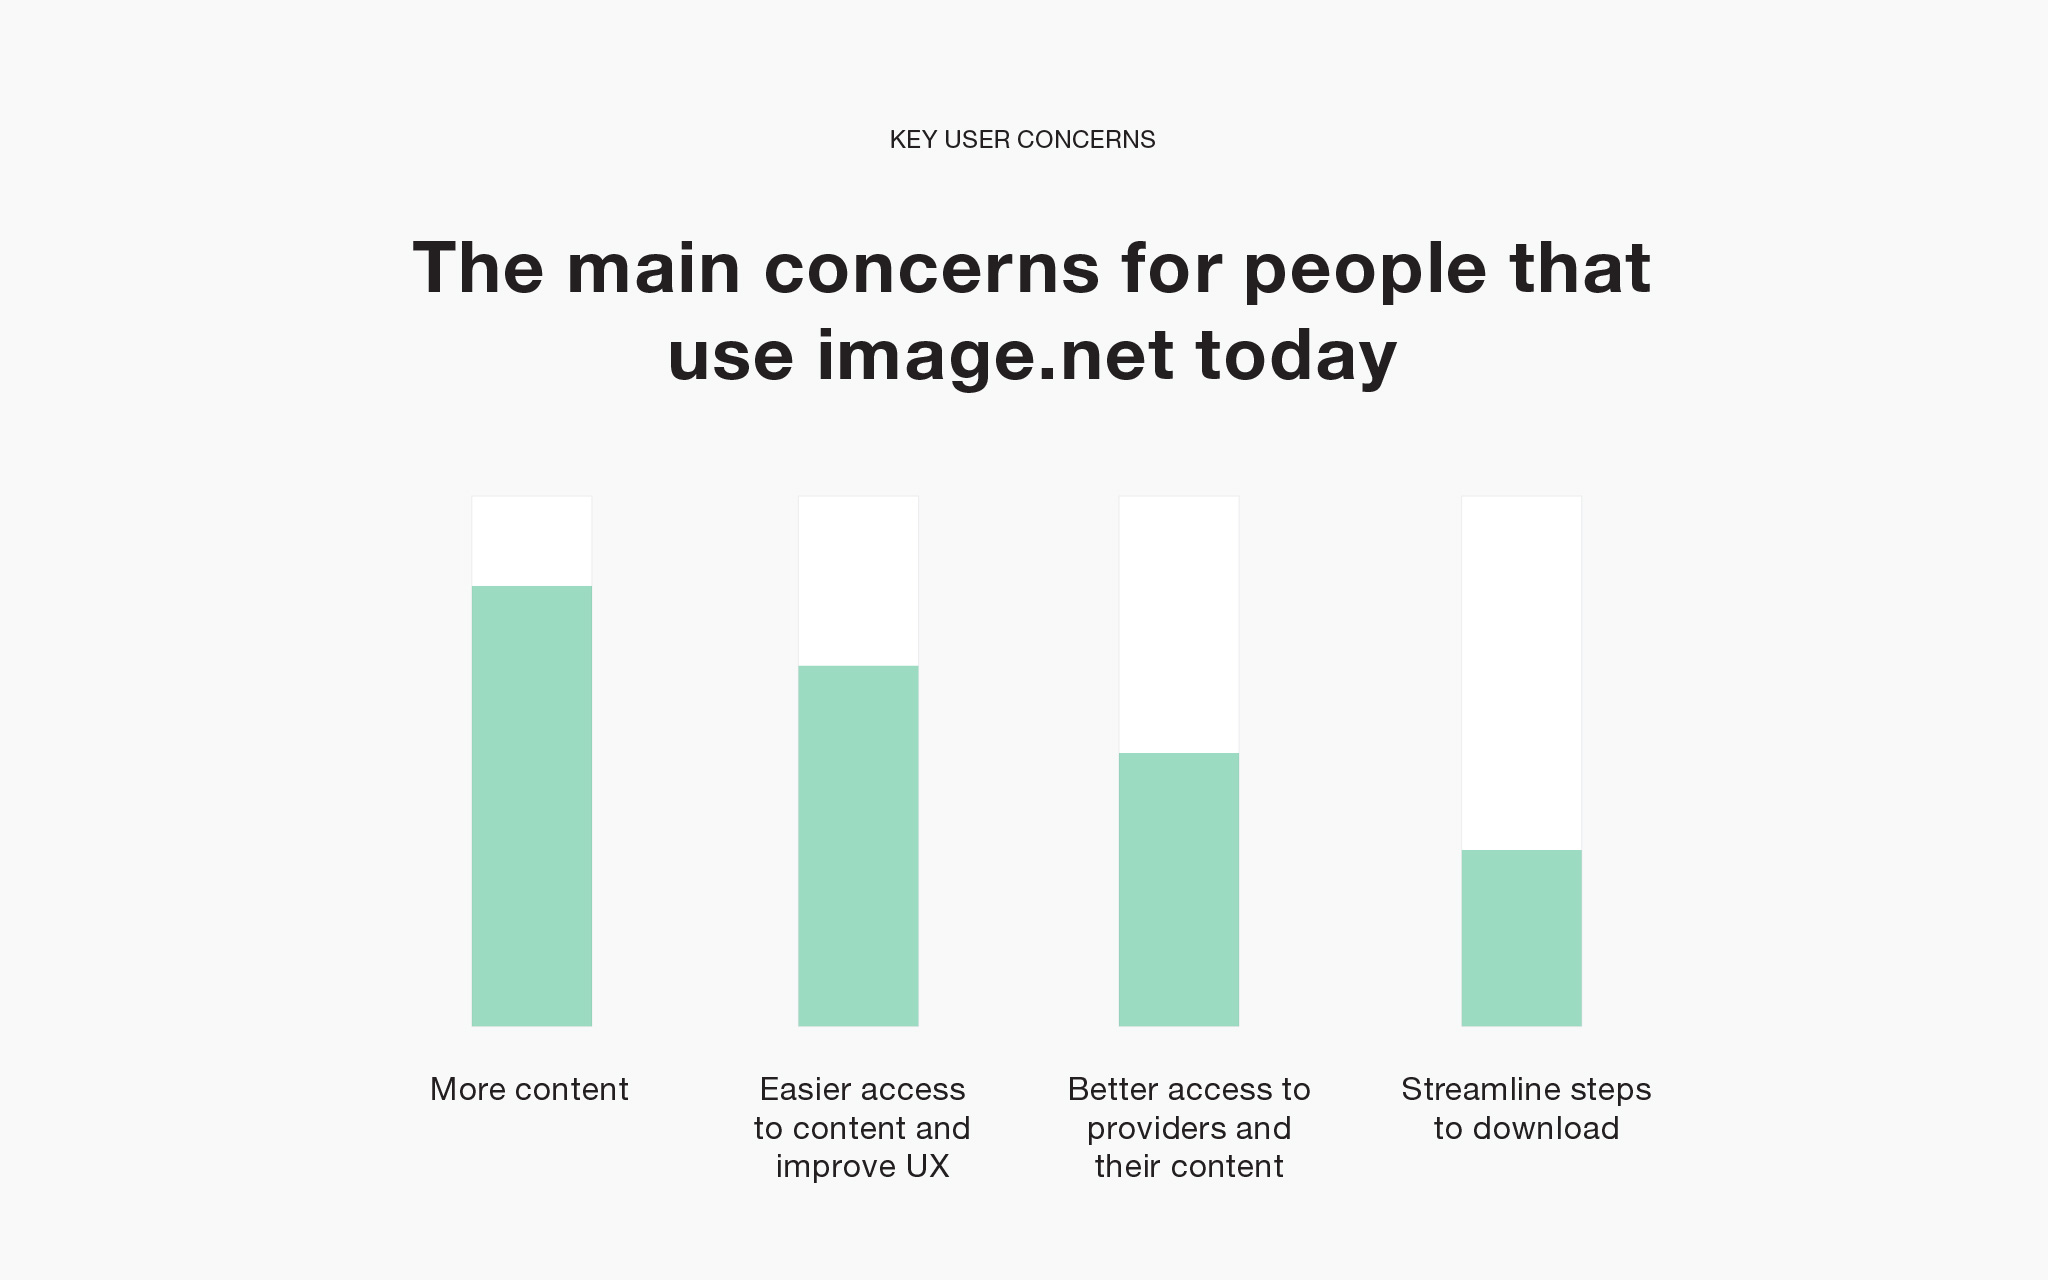 KEY USER CONCERNS
The main concerns for people that
use image.net today
More content
Easier access
to content and
improve UX
Better access to
providers and
their content
Streamline steps
to download